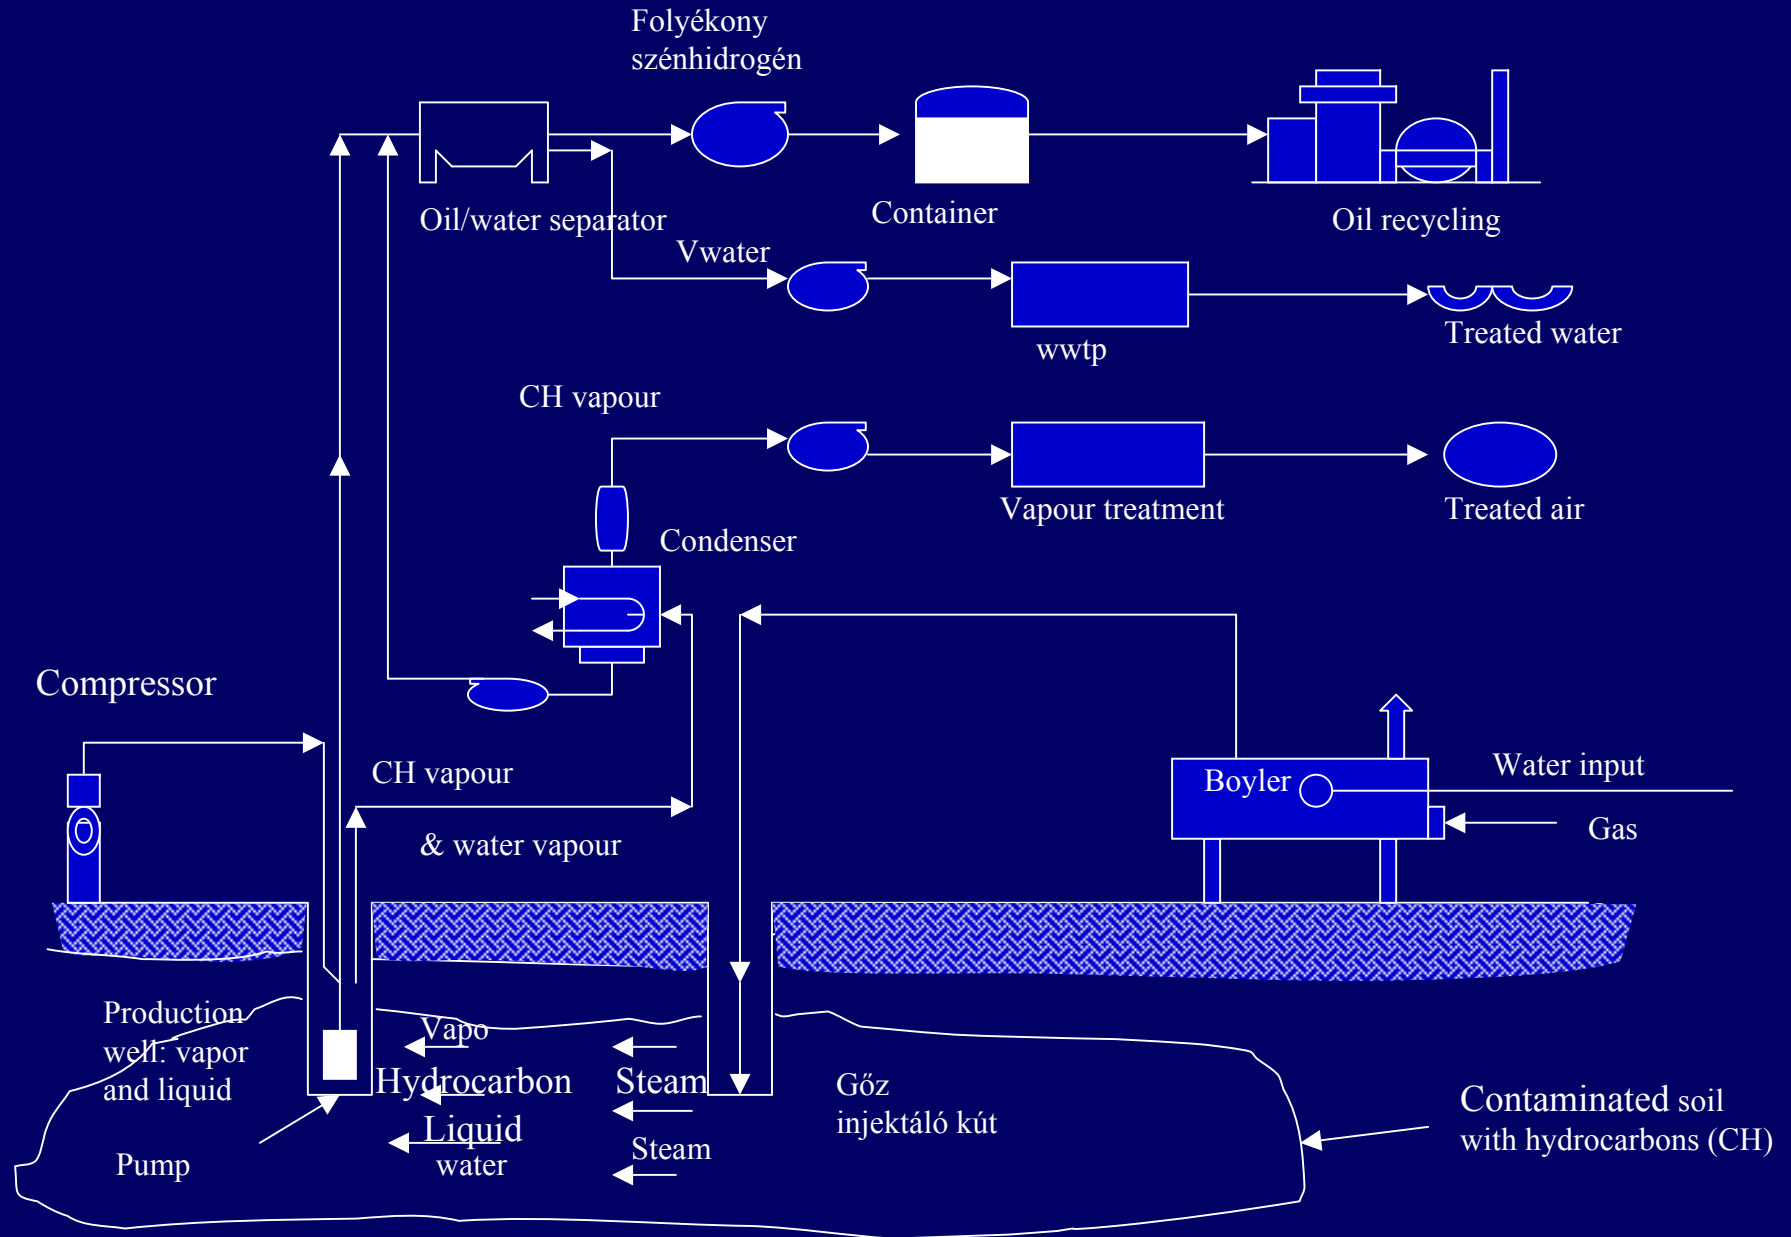 Folyékony
szénhidrogén
Oil/water separator
Container
Oil recycling
Vwater
wwtp
Treated water
CH vapour
Vapour treatment
Treated air
Condenser
Compressor
CH vapour
& water vapour
Boyler
Water input
Gas
Production
well: vapor
and liquid
Pump
Vapo
Hydrocarbon
Liquid
water
Steam
Steam
Gőz
injektáló kút
Contaminated soil
with hydrocarbons (CH)